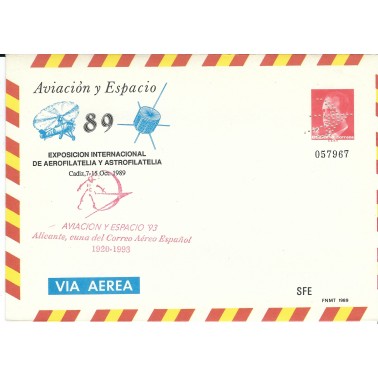 Aviación y Espacio
89
EXPOSICION INTERNACIONAL
DE AEROFILATELIA Y ASTROFILATELIA
Cadiz, 7-15 Oct. 1989
057967
AVIACION Y ESPACIO '93
Alicante, cuna del Correo Aéreo Español
1920-1993
VIA AEREA
SFE
FNMT 1989